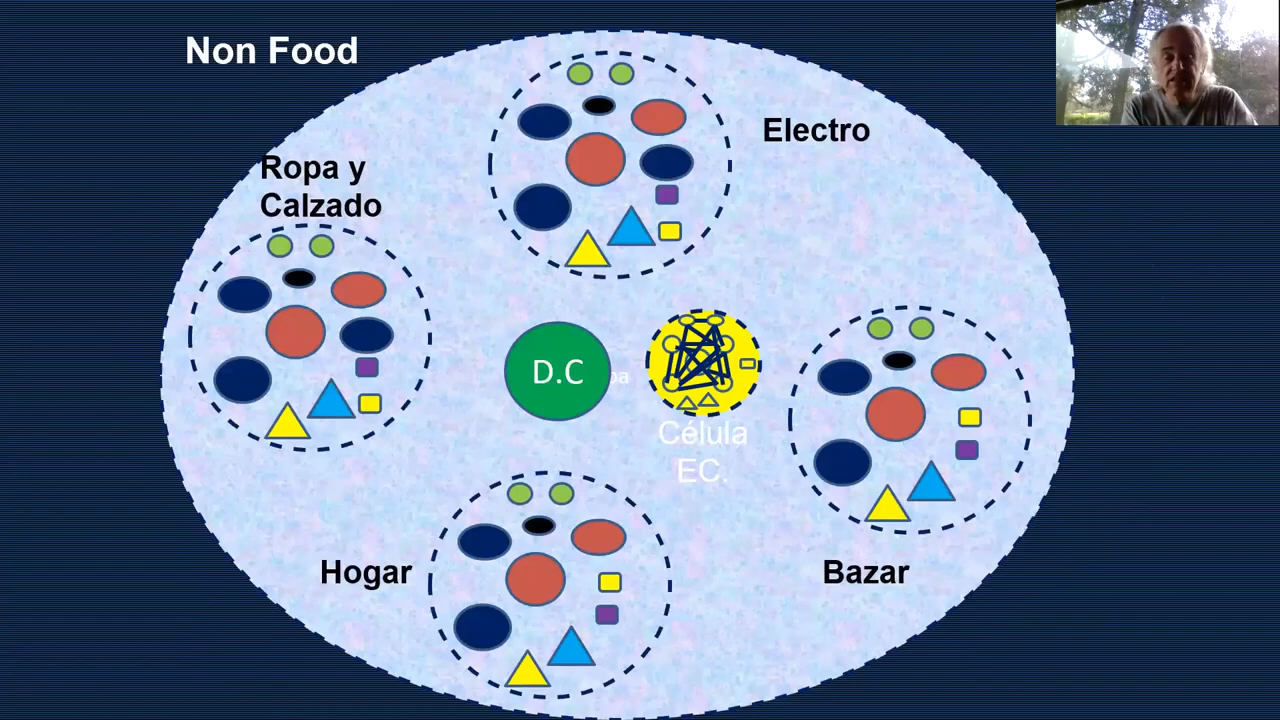 Non Food
Electro
Ropa y
Calzado
D.C
Célula
EC.
Hogar
Bazar